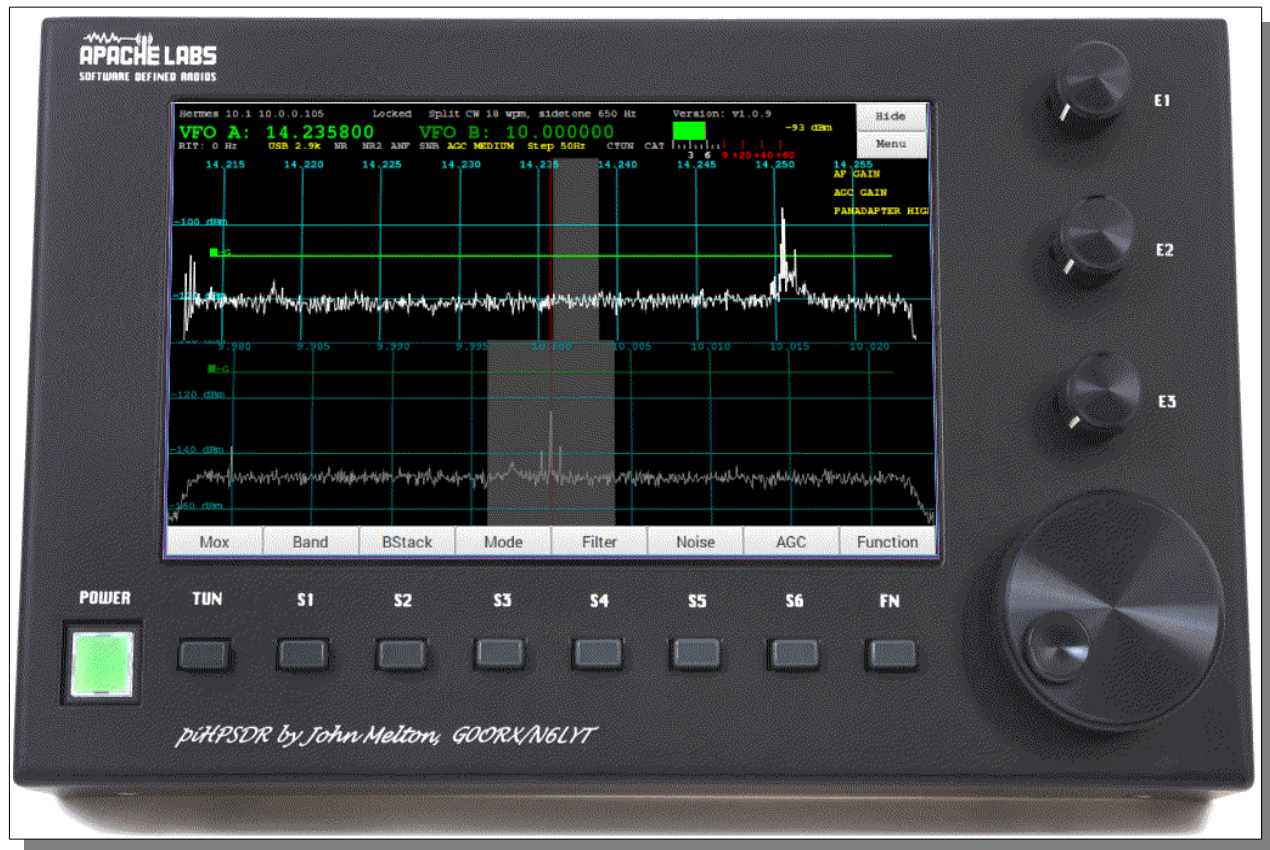 APACHE LABS
SOFTWARE DEFINED RADIOS
Hermes 10.1 10.0.0.105 Locked Split CW 18 wpm, sidetone 650 Hz Version: v1.0.9
Hide
VFO A: 14.235800 VFO B: 10.000000 -93 dBm
RIT: 0 Hz USB 2.9k NR NR2 ANF SNB AGC MEDIUM Step 50Hz CTUN CAT
Menu
3 6 9 +20 +40 +60
14.215 14.220 14.225 14.230 14.235 14.240 14.245 14.250 14.255
AF GAIN
AGC GAIN
PANADAPTER HIG
-100 dBm
-G
-120 dBm
9.980 9.985 9.990 9.995 10.000 10.005 10.010 10.015 10.020
-G
-120 dBm
-140 dBm
-160 dBm
Mox Band BStack Mode Filter Noise AGC Function
E1
E2
E3
POWER TUN S1 S2 S3 S4 S5 S6 FN
piHPSDR by John Melton, G0ORX/N6LYT